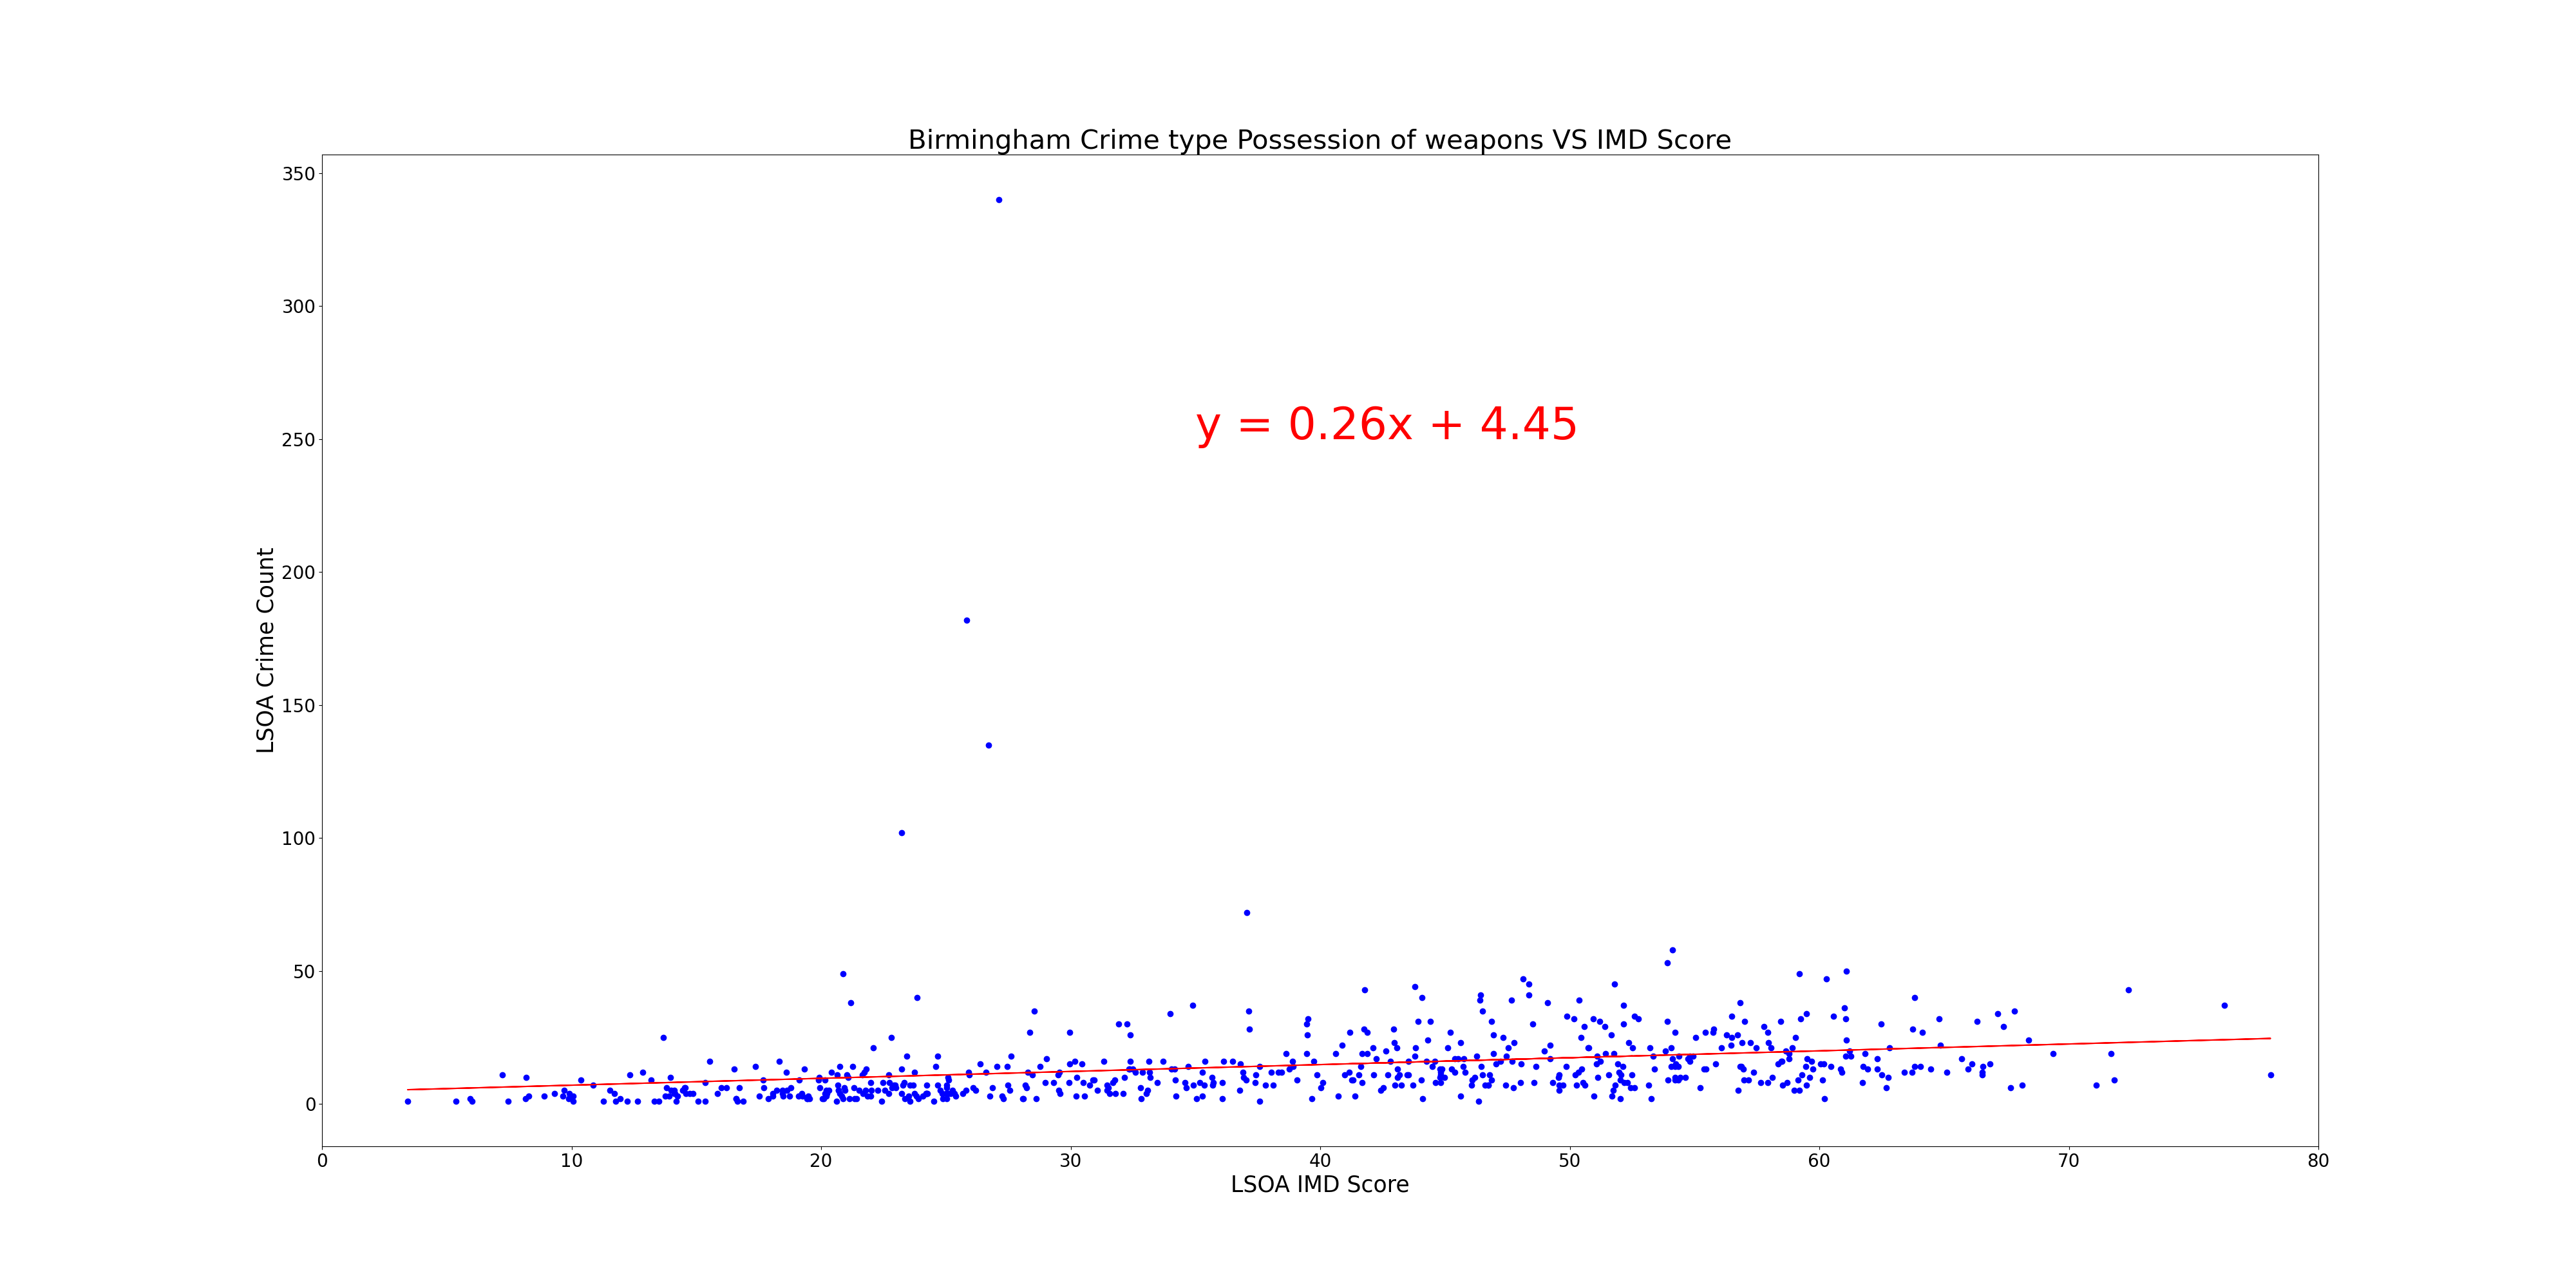 Birmingham Crime type Possession of weapons VS IMD Score
350
300
250
200
150
100
50
0
LSOA Crime Count
y = 0.26x + 4.45
0 10 20 30 40 50 60 70 80
LSOA IMD Score